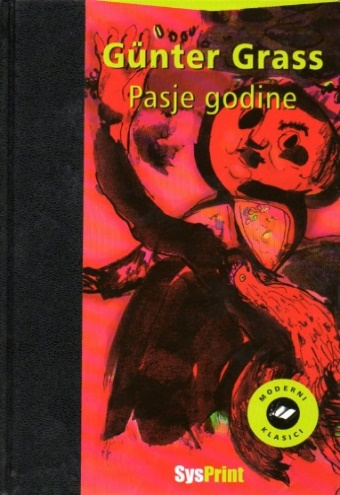 Günter Grass
Pasje godine
MODERNI
KLASICI
SysPrint